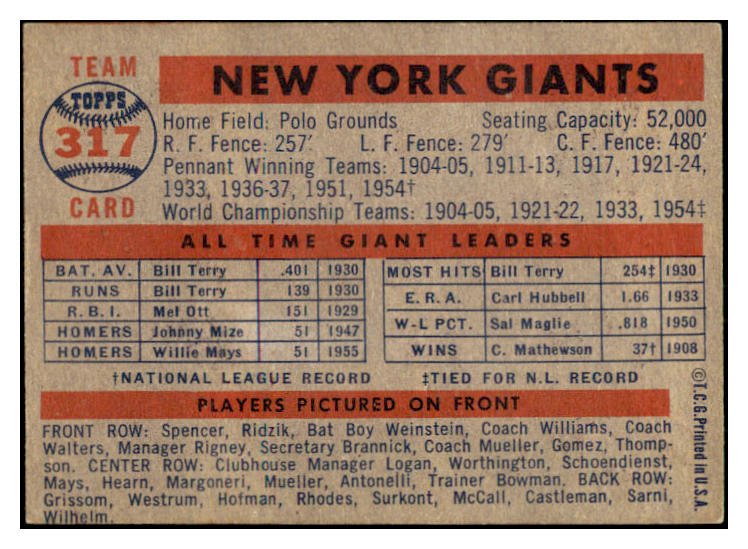 TEAM
TOPPS
317
CARD
NEW YORK GIANTS
Home Field: Polo Grounds Seating Capacity: 52,000
R. F. Fence: 257′ L. F. Fence: 279′ C. F. Fence: 480′
Pennant Winning Teams: 1904-05, 1911-13, 1917, 1921-24,
1933, 1936-37, 1951, 1954†
World Championship Teams: 1904-05, 1921-22, 1933, 1954‡
ALL TIME GIANT LEADERS
BAT. AV. Bill Terry .401 1930
RUNS Bill Terry 139 1930
R.B.I. Mel Ott 151 1929
HOMERS Johnny Mize 51 1947
HOMERS Willie Mays 51 1955
MOST HITS Bill Terry 254‡ 1930
E.R.A. Carl Hubbell 1.66 1933
W-L PCT. Sal Maglie .818 1950
WINS C. Mathewson 37† 1908
†NATIONAL LEAGUE RECORD ‡TIED FOR N.L. RECORD
PLAYERS PICTURED ON FRONT
FRONT ROW: Spencer, Ridzik, Bat Boy Weinstein, Coach Williams, Coach
Walters, Manager Rigney, Secretary Brannick, Coach Mueller, Gomez, Thomp-
son. CENTER ROW: Clubhouse Manager Logan, Worthington, Schoendienst,
Mays, Hearn, Margoneri, Mueller, Antonelli, Trainer Bowman. BACK ROW:
Grissom, Westrum, Hofman, Rhodes, Surkont, McCall, Castleman, Sarni,
Wilhelm.
©T.C.G. Printed in U.S.A.